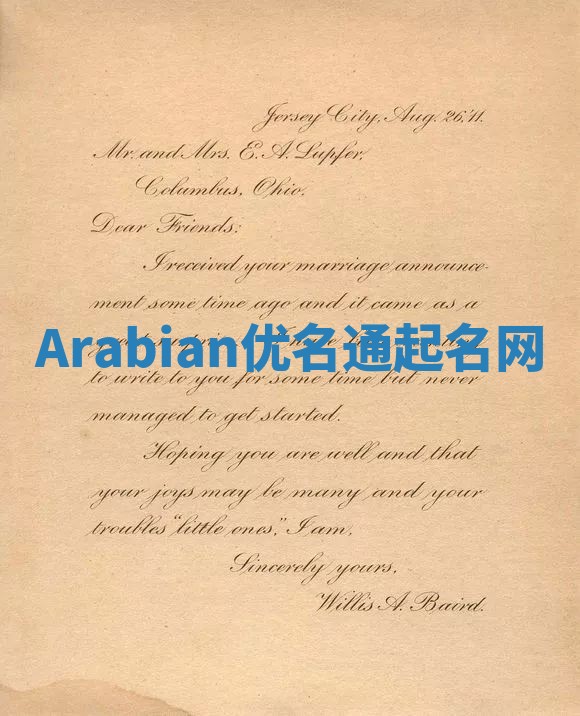 Jersey City, Aug. 26, '11.
Mr. and Mrs. E. A. Lupfer,
Columbus, Ohio.
Dear Friends:
I received your marriage announce-
ment some time ago and it came as a
Arabian优名通起名网
to write to you for some time but never
managed to get started.
Hoping you are well and that
your joys may be many and your
troubles "little ones," I am,
Sincerely yours,
Willis A. Baird.